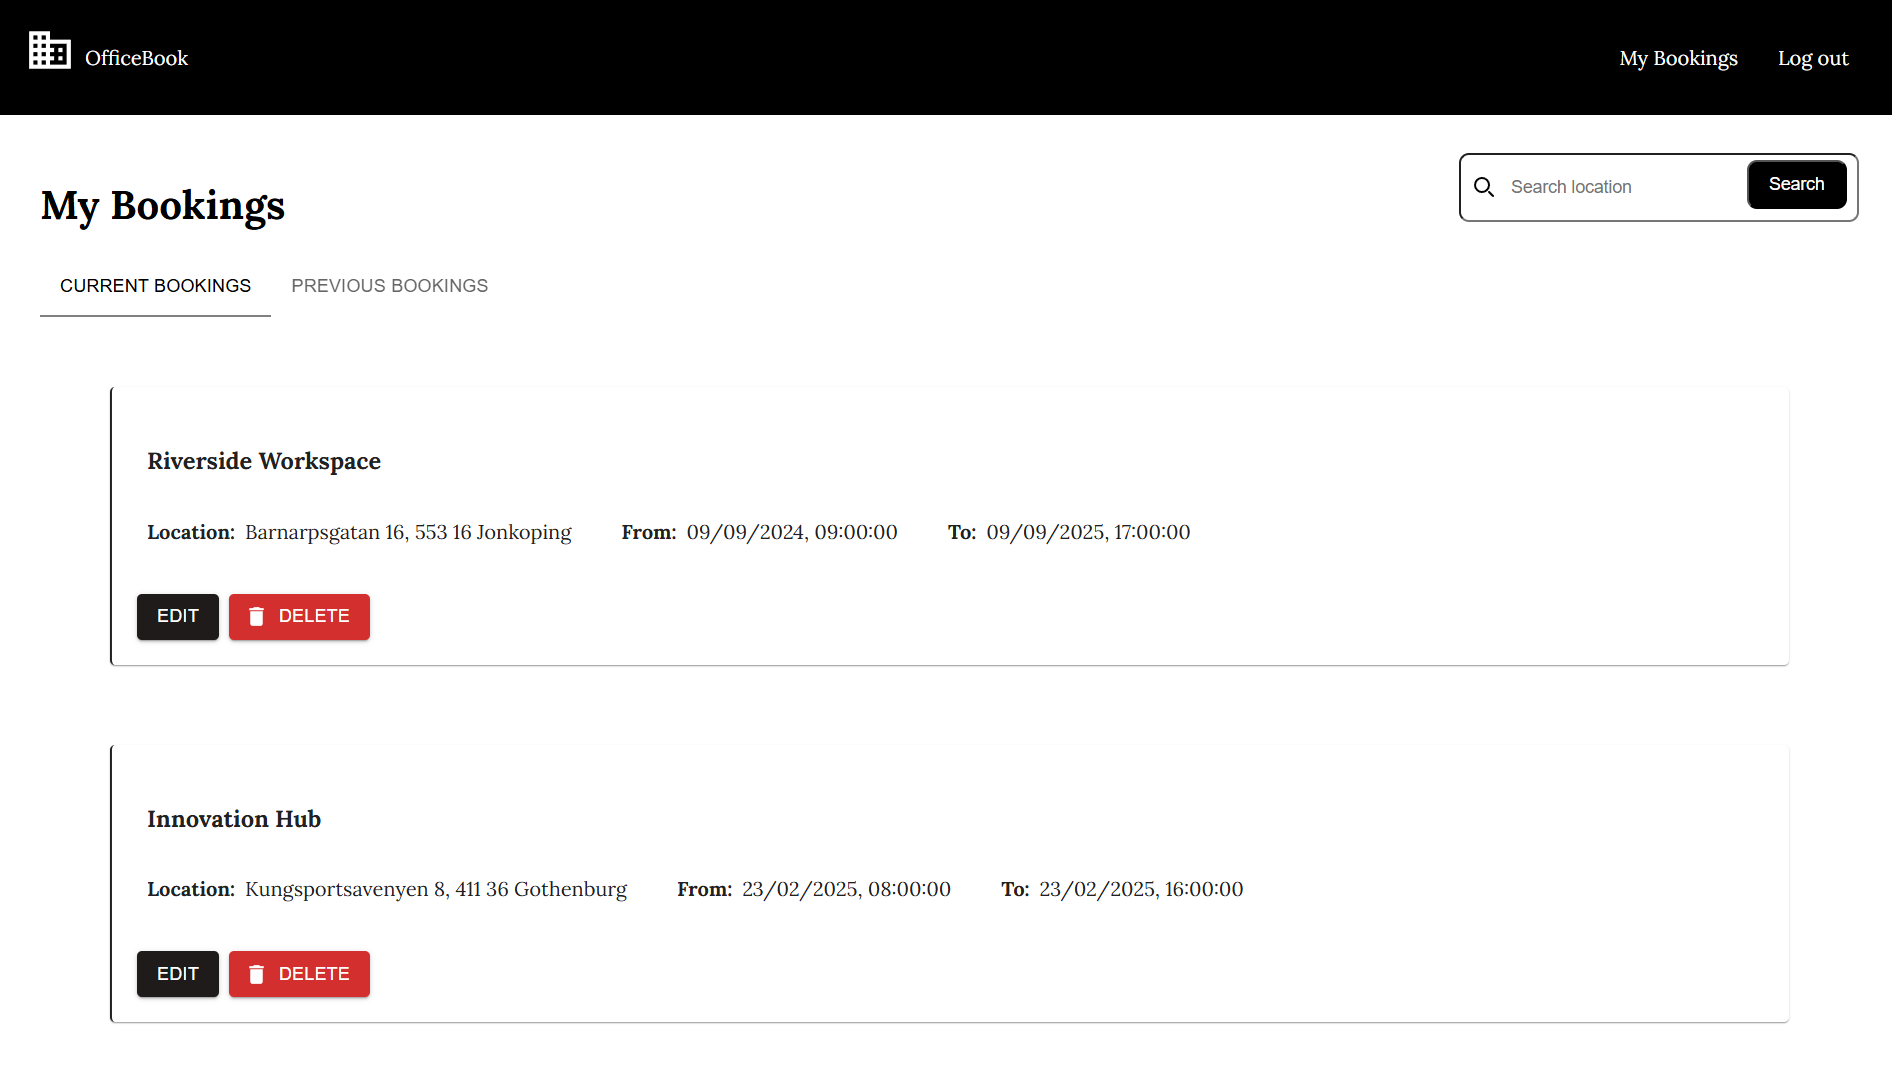 OfficeBook
My Bookings Log out
My Bookings
Search location Search
CURRENT BOOKINGS PREVIOUS BOOKINGS
Riverside Workspace
Location: Barnarpsgatan 16, 553 16 Jonkoping From: 09/09/2024, 09:00:00 To: 09/09/2025, 17:00:00
EDIT DELETE
Innovation Hub
Location: Kungsportsavenyen 8, 411 36 Gothenburg From: 23/02/2025, 08:00:00 To: 23/02/2025, 16:00:00
EDIT DELETE